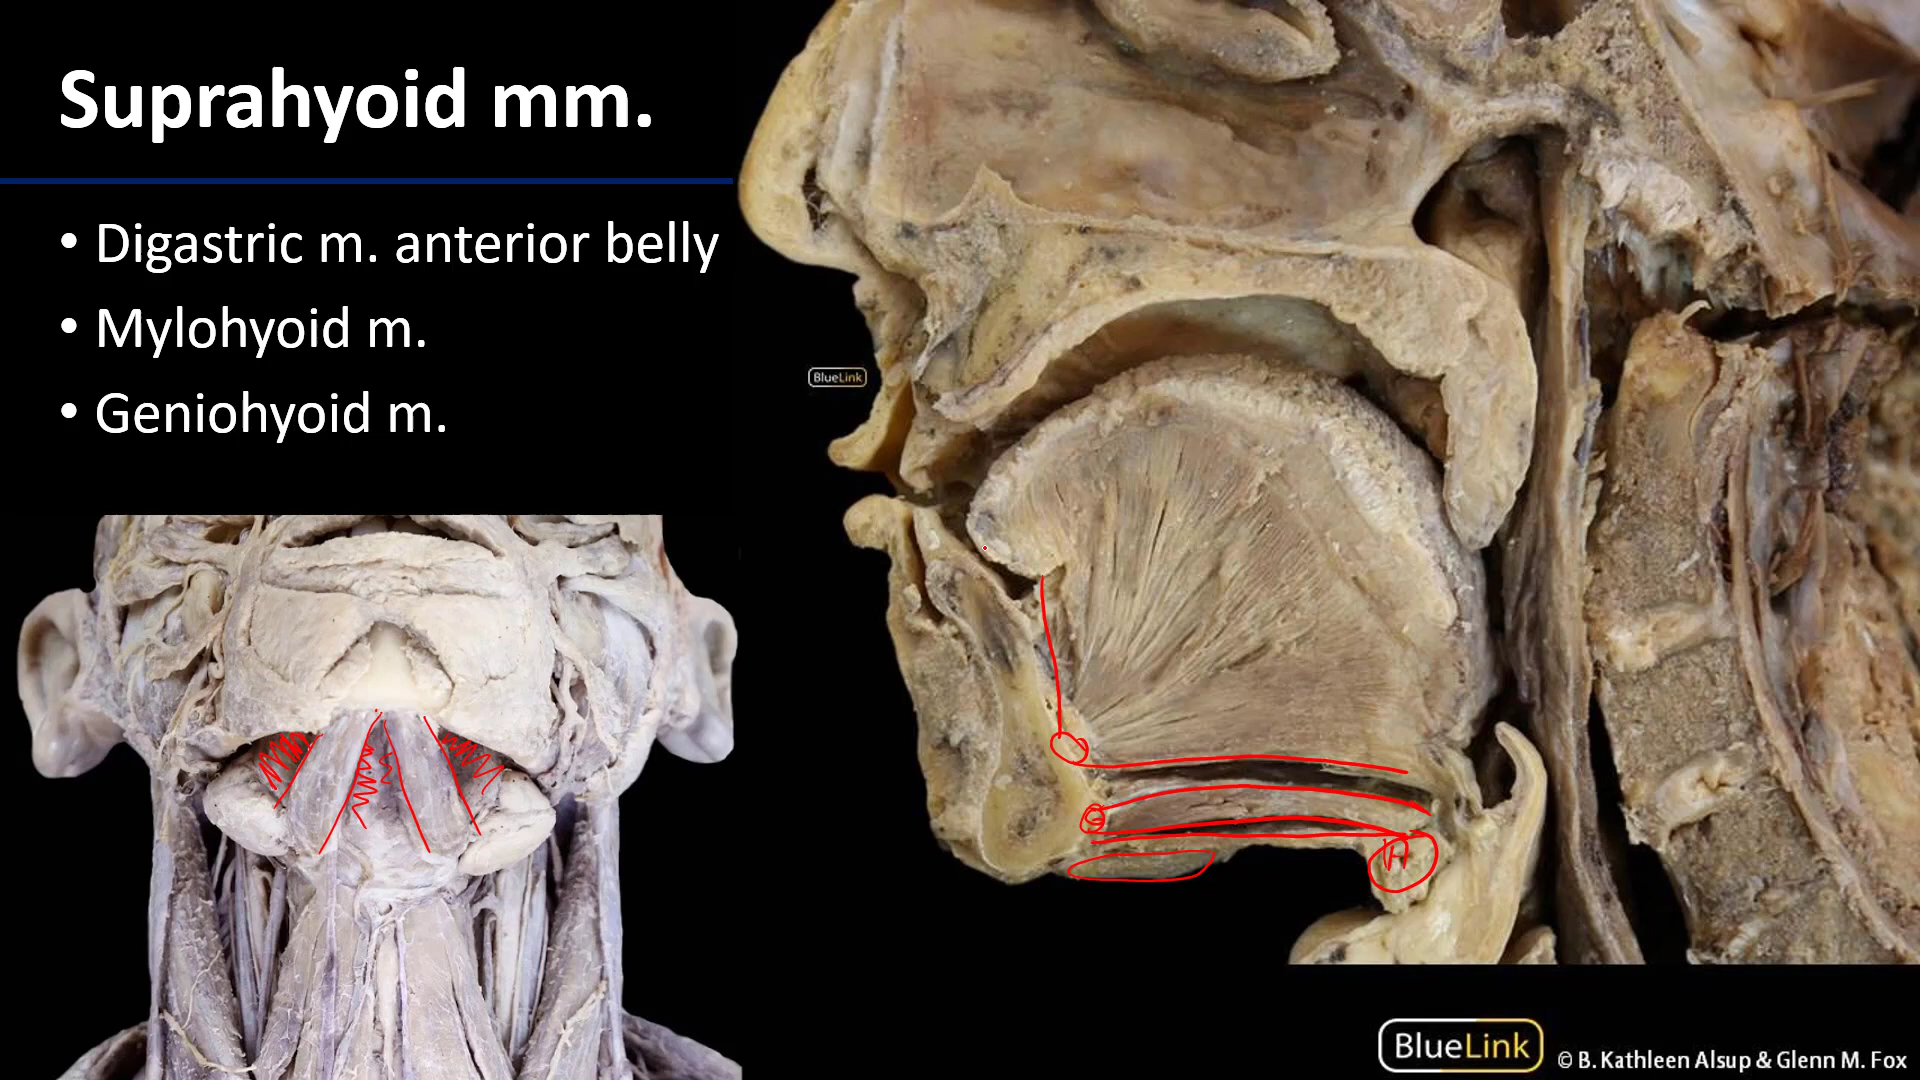 Suprahyoid mm.
• Digastric m. anterior belly
• Mylohyoid m.
• Geniohyoid m.
BlueLink
G
H
BlueLink
© B. Kathleen Alsup & Glenn M. Fox